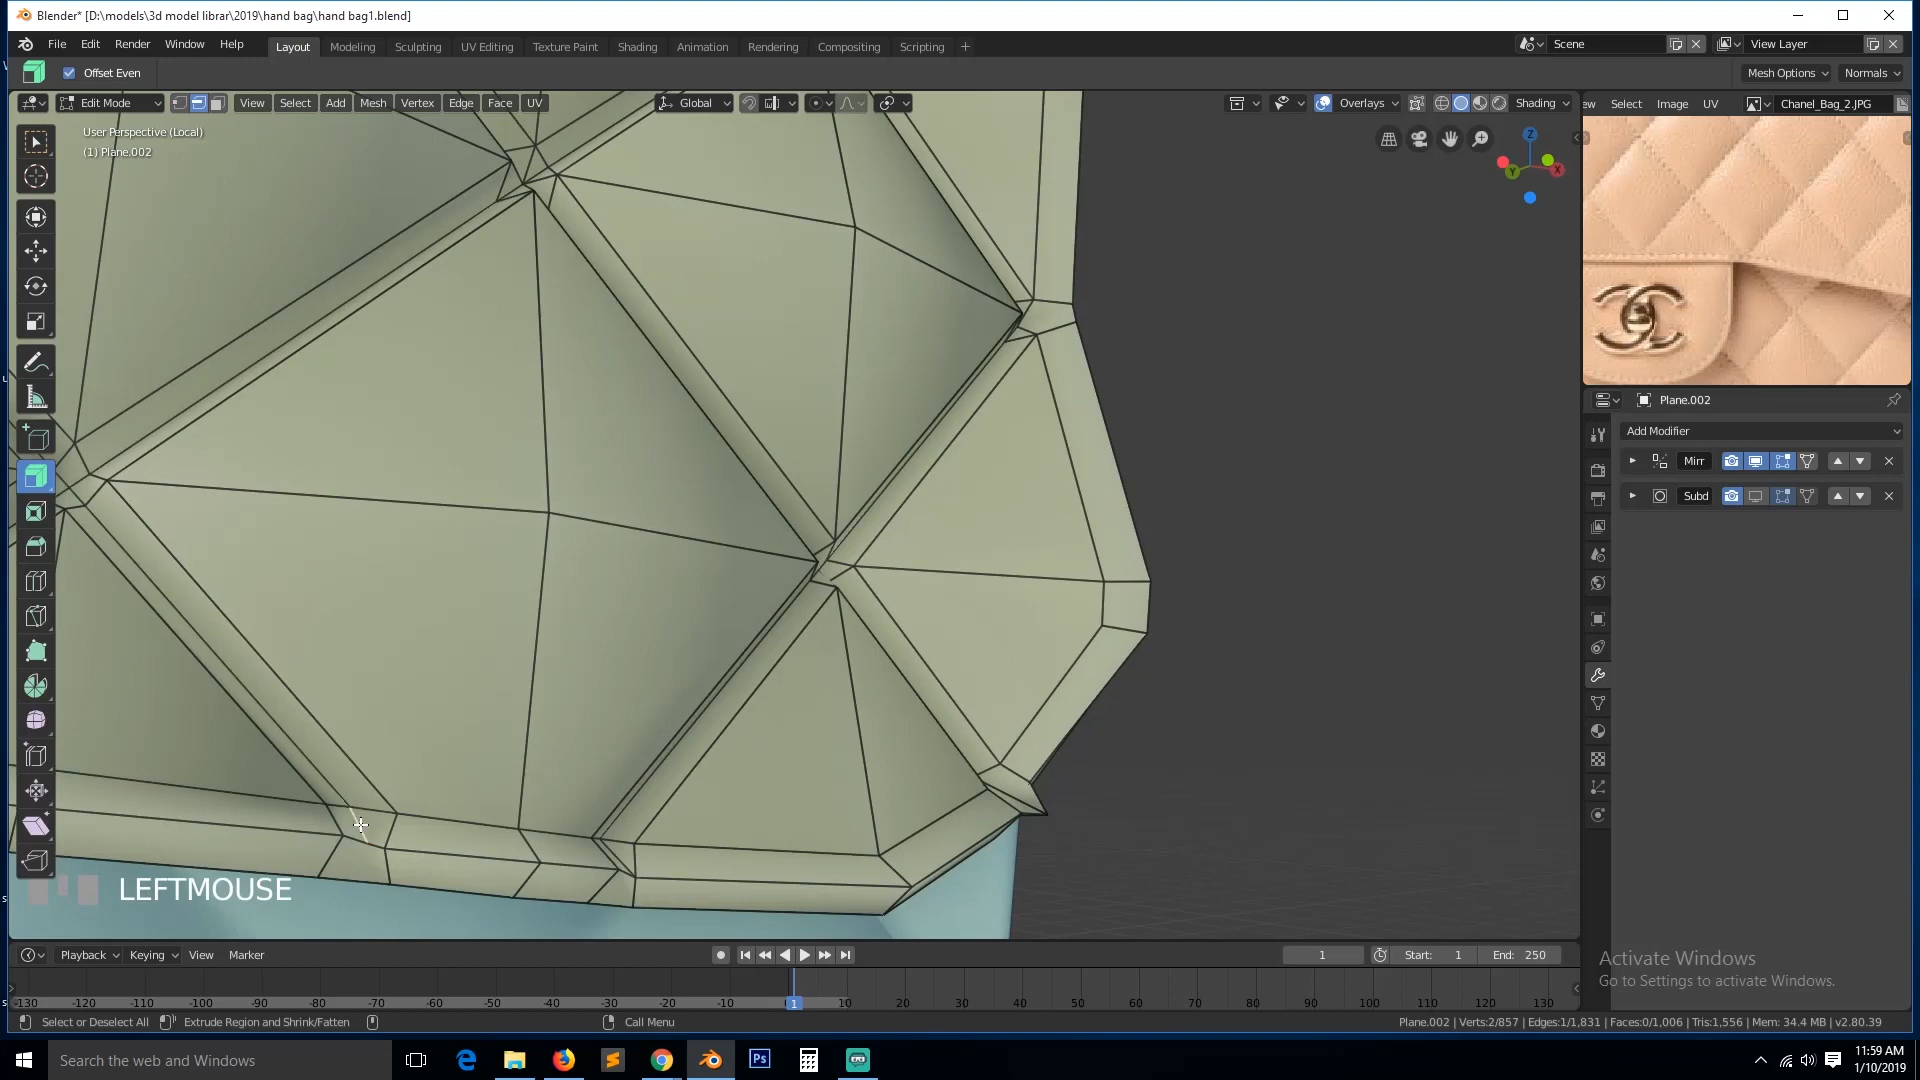 Blender* [D:\models\3d model librar\2019\hand bag\hand bag1.blend]
File Edit Render Window Help Layout Modeling Sculpting UV Editing Texture Paint Shading Animation Rendering Compositing Scripting + Scene View Layer
Offset Even Mesh Options Normals
Edit Mode View Select Add Mesh Vertex Edge Face UV Global Overlays Shading ew Select Image UV Chanel_Bag_2.JPG
User Perspective (Local)
(1) Plane.002
Z
Y X
Plane.002
Add Modifier
Mirr
Subd
LEFTMOUSE
Playback Keying View Marker 1 Start: 1 End: 250
Activate Windows
Go to Settings to activate Windows.
-130 -120 -110 -100 -90 -80 -70 -60 -50 -40 -30 -20 -10 1 10 20 30 40 50 60 70 80 90 100 110 120 130
Select or Deselect All Extrude Region and Shrink/Fatten Call Menu Plane.002 | Verts:2/857 | Edges:1/1,831 | Faces:0/1,006 | Tris:1,556 | Mem: 34.4 MB | v2.80.39
Search the web and Windows Ps 11:59 AM
1/10/2019